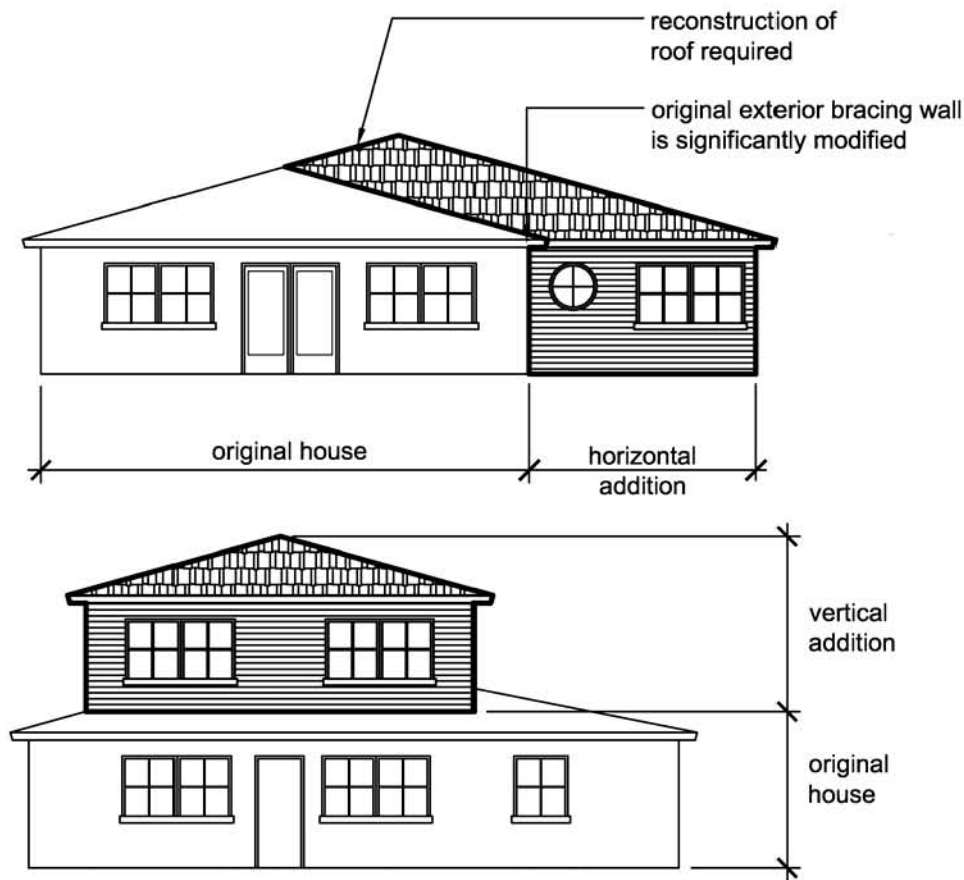 reconstruction of
roof required
original exterior bracing wall
is significantly modified
original house
horizontal
addition
vertical
addition
original
house